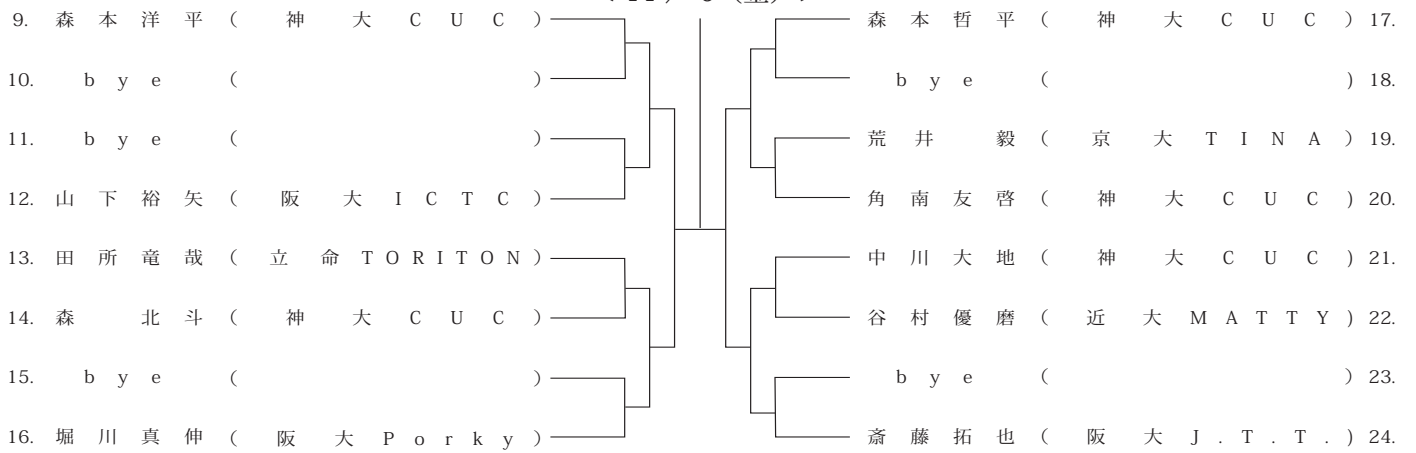 9. 森本洋平(神大CUC)
10. bye( )
11. bye( )
12. 山下裕矢(阪大ICTC)
13. 田所竜哉(立命TORITON)
14. 森 北斗(神大CUC)
15. bye( )
16. 堀川真伸(阪大Porky)
森本哲平(神大CUC) 17.
bye( ) 18.
荒井 毅(京大TINA) 19.
角南友啓(神大CUC) 20.
中川大地(神大CUC) 21.
谷村優磨(近大MATTY) 22.
bye( ) 23.
斎藤拓也(阪大J.T.T.) 24.